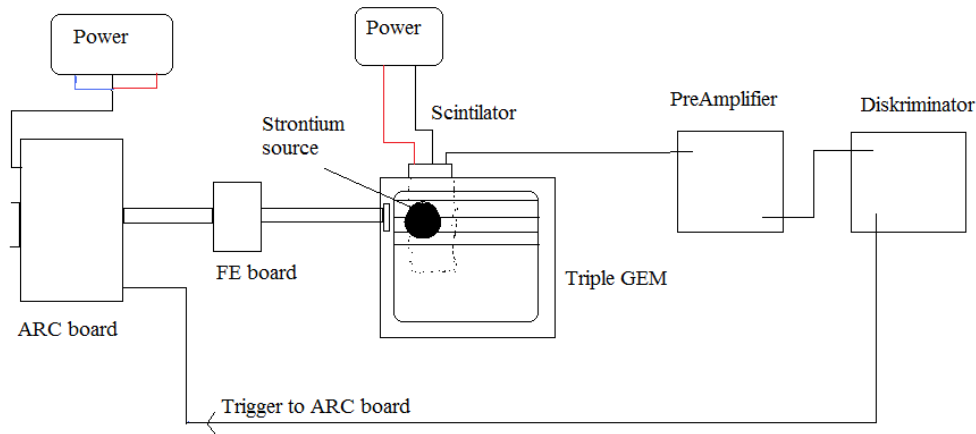 Power
Power
Scintilator
PreAmplifier
Diskriminator
Strontium
source
FE board
Triple GEM
ARC board
Trigger to ARC board